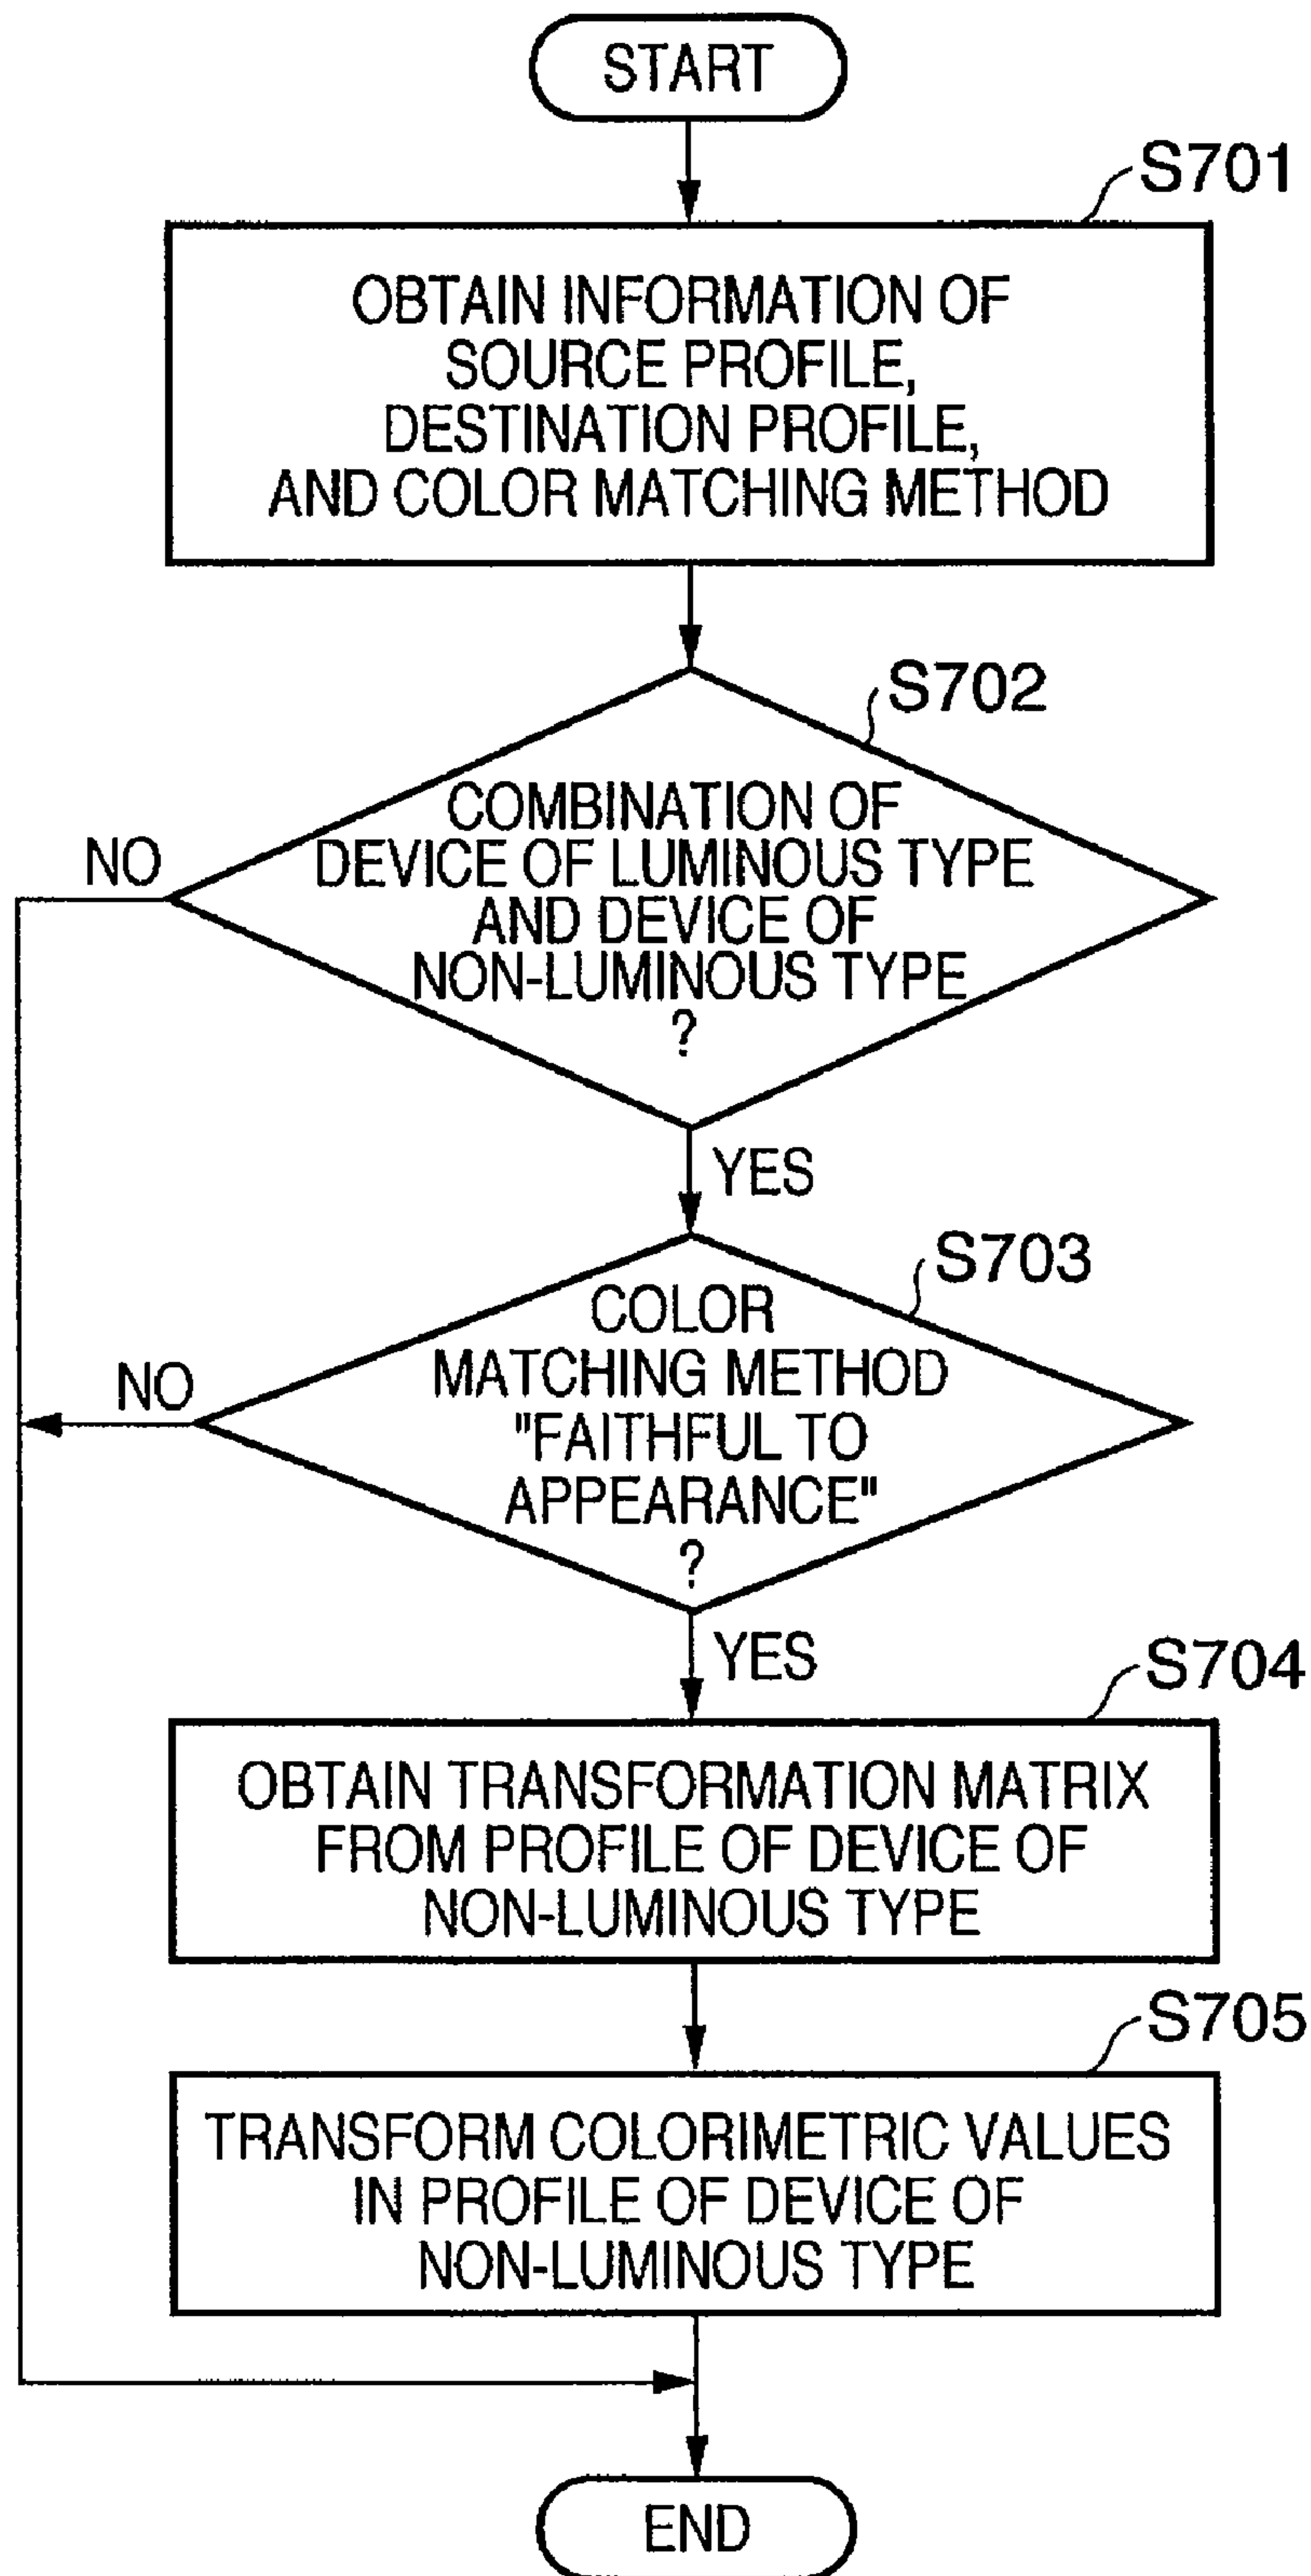 START
S701
OBTAIN INFORMATION OF
SOURCE PROFILE,
DESTINATION PROFILE,
AND COLOR MATCHING METHOD
S702
COMBINATION OF
DEVICE OF LUMINOUS TYPE
AND DEVICE OF
NON-LUMINOUS TYPE
?
NO
YES
S703
COLOR
MATCHING METHOD
"FAITHFUL TO
APPEARANCE"
?
NO
YES
S704
OBTAIN TRANSFORMATION MATRIX
FROM PROFILE OF DEVICE OF
NON-LUMINOUS TYPE
S705
TRANSFORM COLORIMETRIC VALUES
IN PROFILE OF DEVICE OF
NON-LUMINOUS TYPE
END